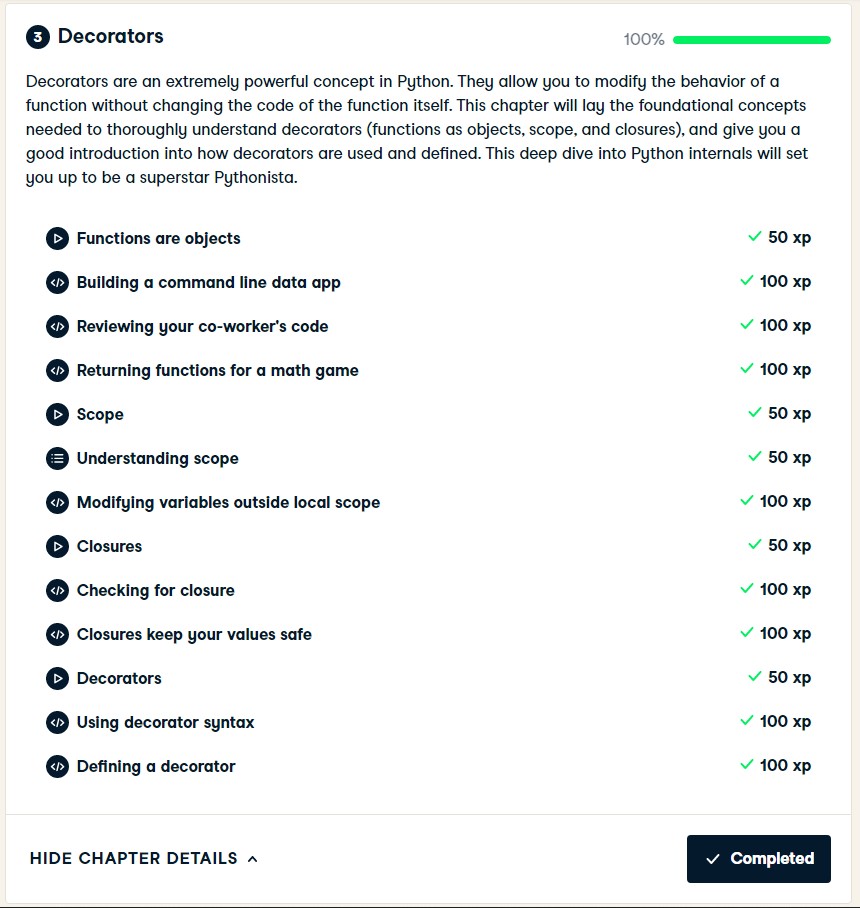 3 Decorators
100%
Decorators are an extremely powerful concept in Python. They allow you to modify the behavior of a
function without changing the code of the function itself. This chapter will lay the foundational concepts
needed to thoroughly understand decorators (functions as objects, scope, and closures), and give you a
good introduction into how decorators are used and defined. This deep dive into Python internals will set
you up to be a superstar Pythonista.
Functions are objects 50 xp
Building a command line data app 100 xp
Reviewing your co-worker's code 100 xp
Returning functions for a math game 100 xp
Scope 50 xp
Understanding scope 50 xp
Modifying variables outside local scope 100 xp
Closures 50 xp
Checking for closure 100 xp
Closures keep your values safe 100 xp
Decorators 50 xp
Using decorator syntax 100 xp
Defining a decorator 100 xp
HIDE CHAPTER DETAILS
Completed